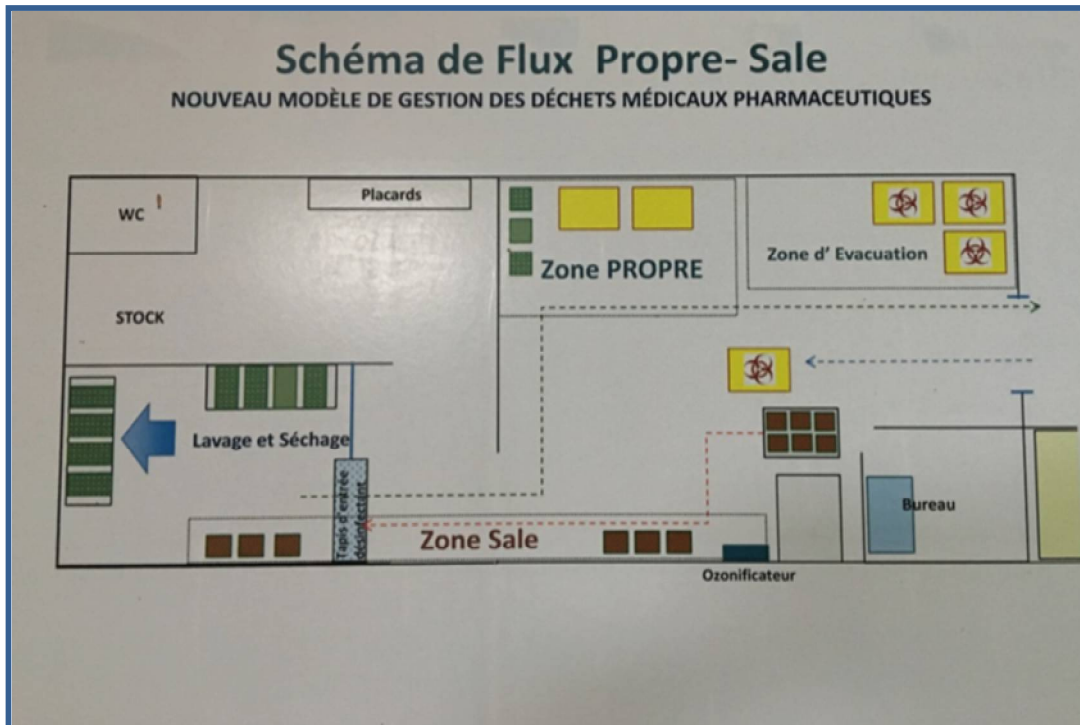 Schéma de Flux Propre- Sale
NOUVEAU MODÈLE DE GESTION DES DÉCHETS MÉDICAUX PHARMACEUTIQUES
WC
Placards
Zone PROPRE
Zone d' Evacuation
STOCK
Lavage et Séchage
Tapis d'entrée
désinfectant
Zone Sale
Bureau
Ozonificateur